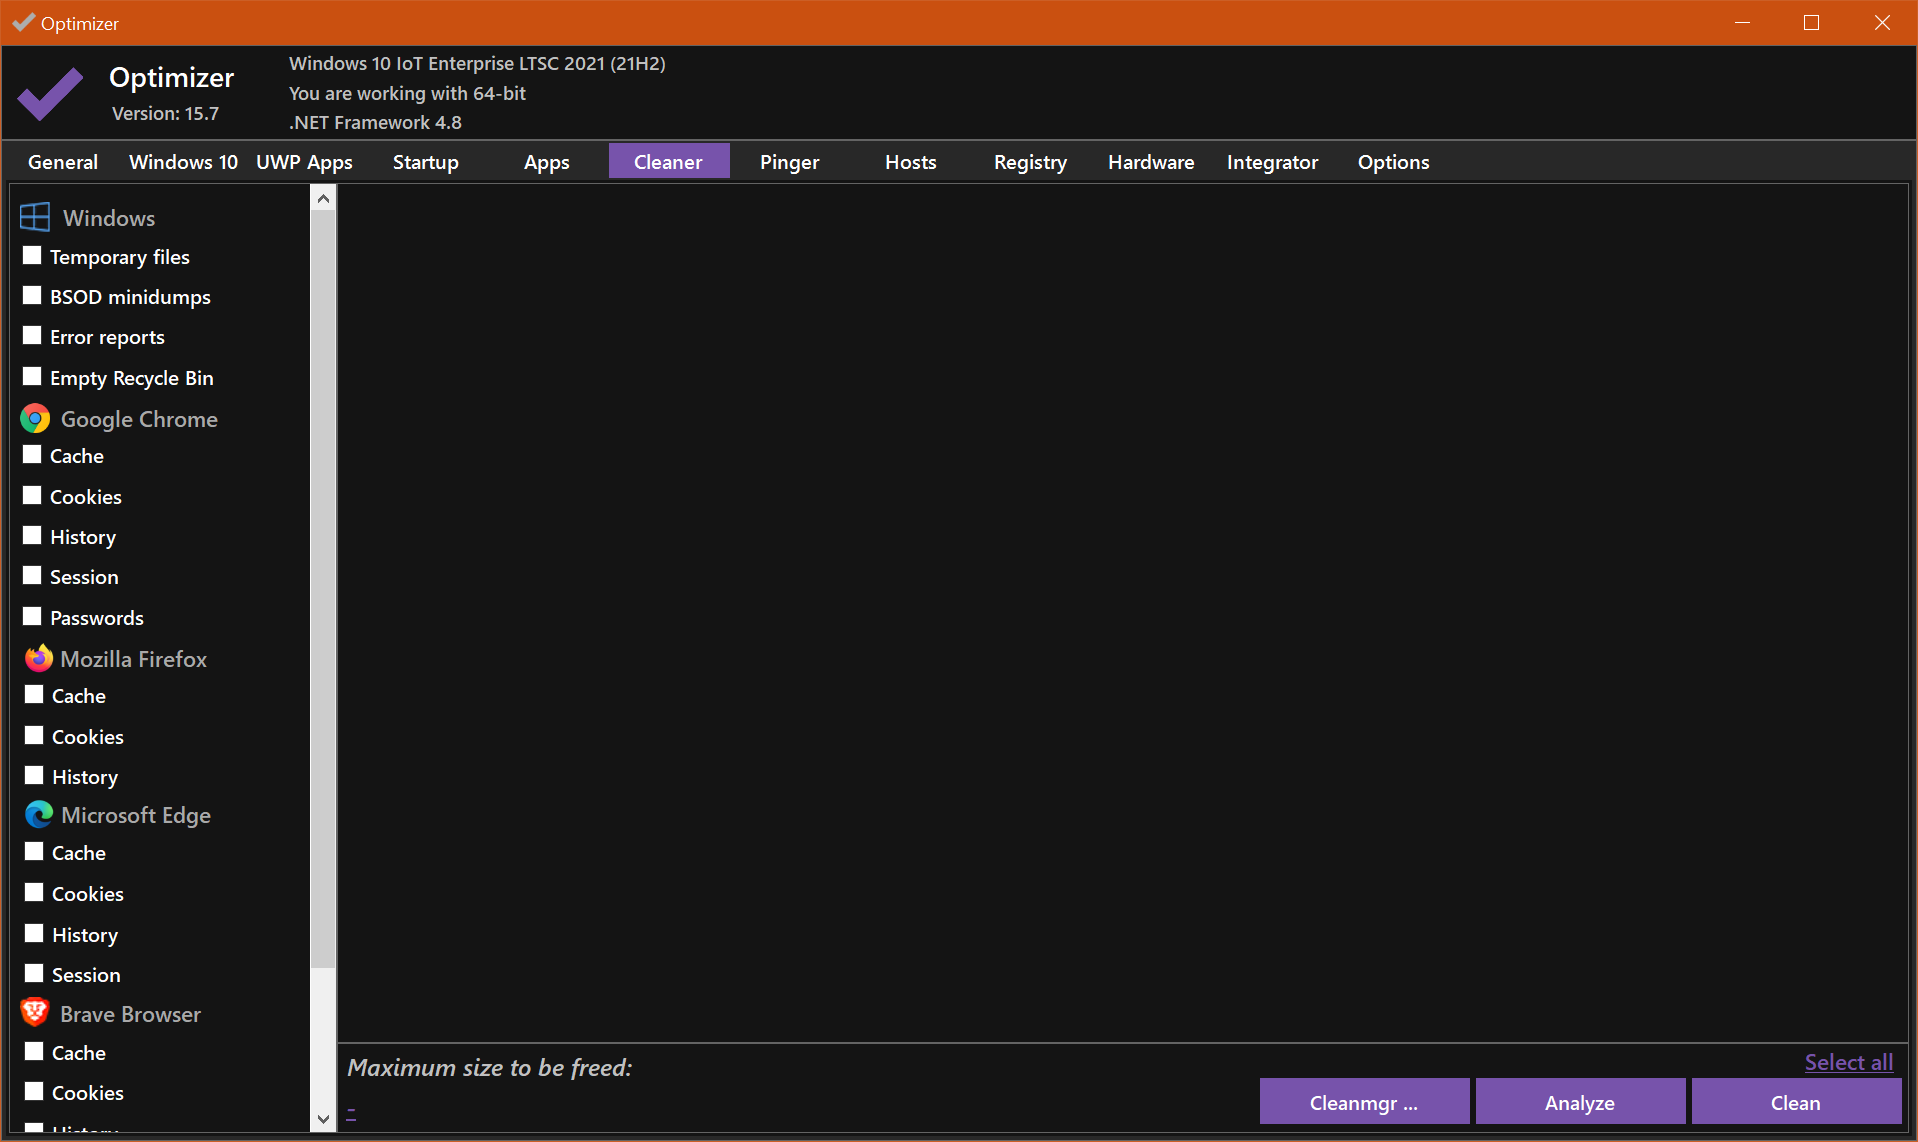 Optimizer
Optimizer
Version: 15.7
Windows 10 IoT Enterprise LTSC 2021 (21H2)
You are working with 64-bit
.NET Framework 4.8
General Windows 10 UWP Apps Startup Apps Cleaner Pinger Hosts Registry Hardware Integrator Options
Windows
Temporary files
BSOD minidumps
Error reports
Empty Recycle Bin
Google Chrome
Cache
Cookies
History
Session
Passwords
Mozilla Firefox
Cache
Cookies
History
Microsoft Edge
Cache
Cookies
History
Session
Brave Browser
Cache
Cookies
History
Maximum size to be freed:
-
Select all
Cleanmgr ... Analyze Clean